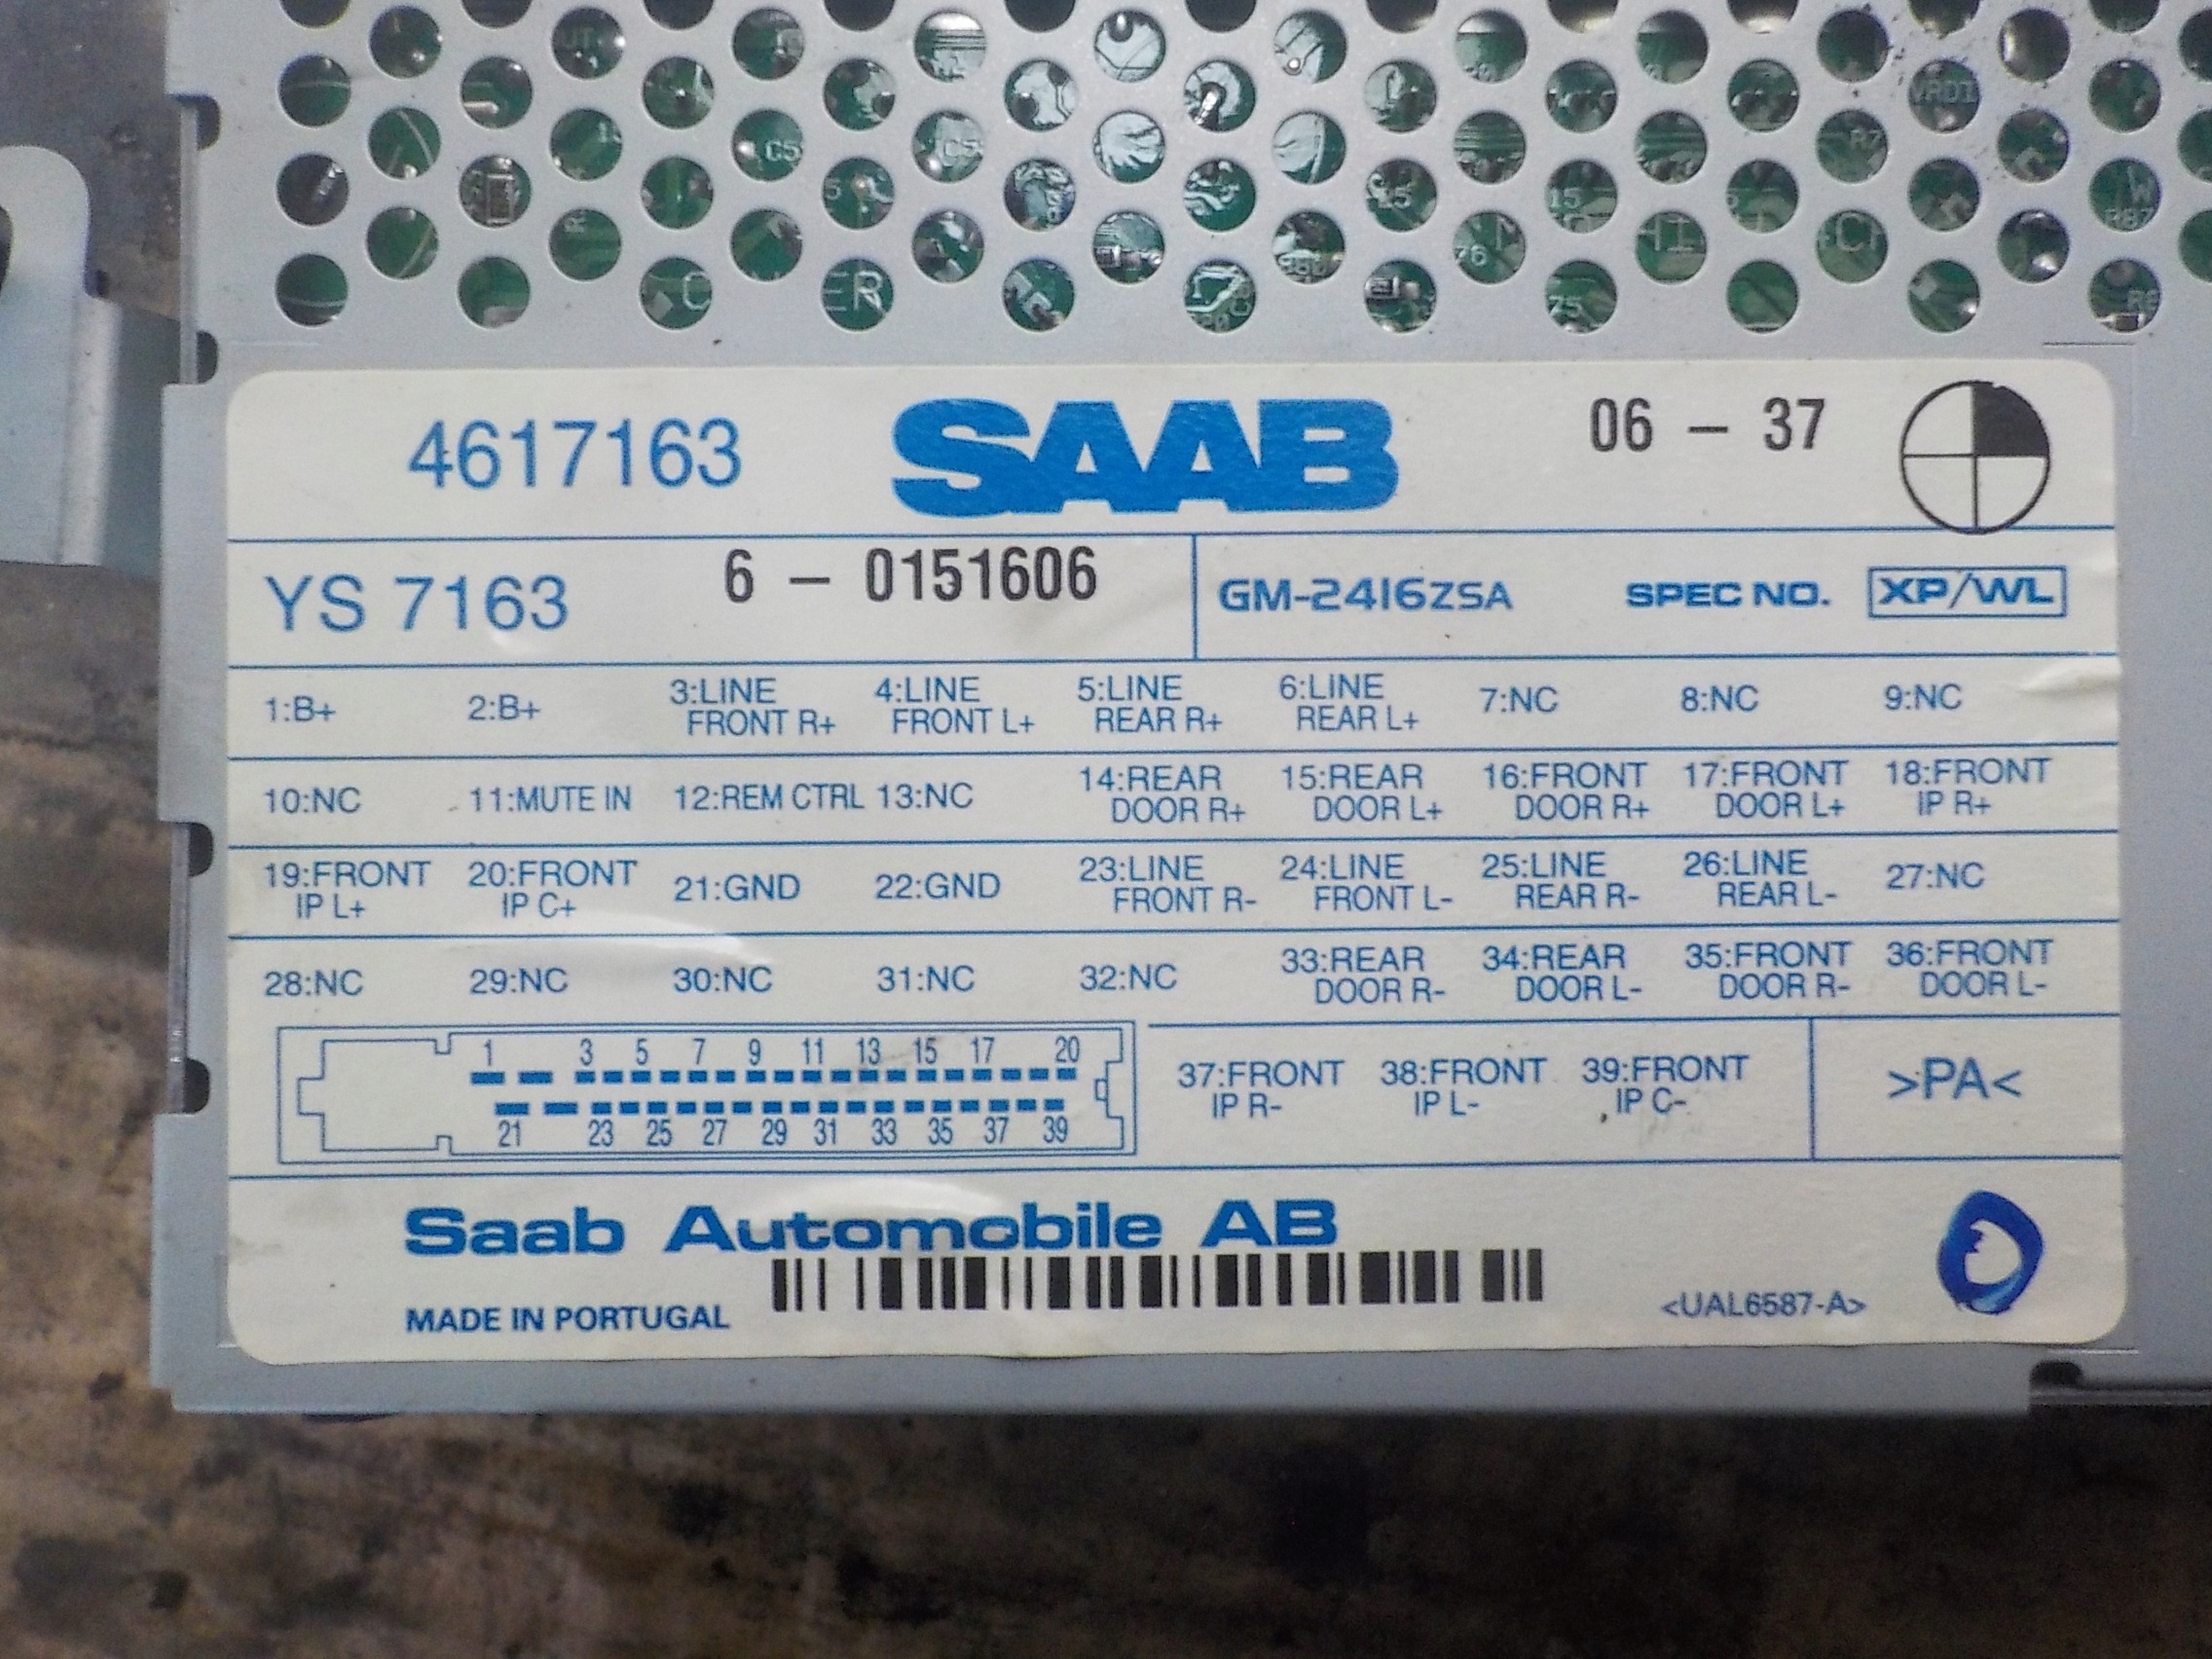 4617163 SAAB 06 - 37
YS 7163 6 - 0151606 GM-2416ZSA SPEC NO. XP/WL
1:B+ 2:B+ 3:LINE FRONT R+ 4:LINE FRONT L+ 5:LINE REAR R+ 6:LINE REAR L+ 7:NC 8:NC 9:NC
10:NC 11:MUTE IN 12:REM CTRL 13:NC 14:REAR DOOR R+ 15:REAR DOOR L+ 16:FRONT DOOR R+ 17:FRONT DOOR L+ 18:FRONT IP R+
19:FRONT IP L+ 20:FRONT IP C+ 21:GND 22:GND 23:LINE FRONT R- 24:LINE FRONT L- 25:LINE REAR R- 26:LINE REAR L- 27:NC
28:NC 29:NC 30:NC 31:NC 32:NC 33:REAR DOOR R- 34:REAR DOOR L- 35:FRONT DOOR R- 36:FRONT DOOR L-
1 3 5 7 9 11 13 15 17 20
21 23 25 27 29 31 33 35 37 39
37:FRONT IP R- 38:FRONT IP L- 39:FRONT IP C- >PA<
Saab Automobile AB
MADE IN PORTUGAL <UAL6587-A>